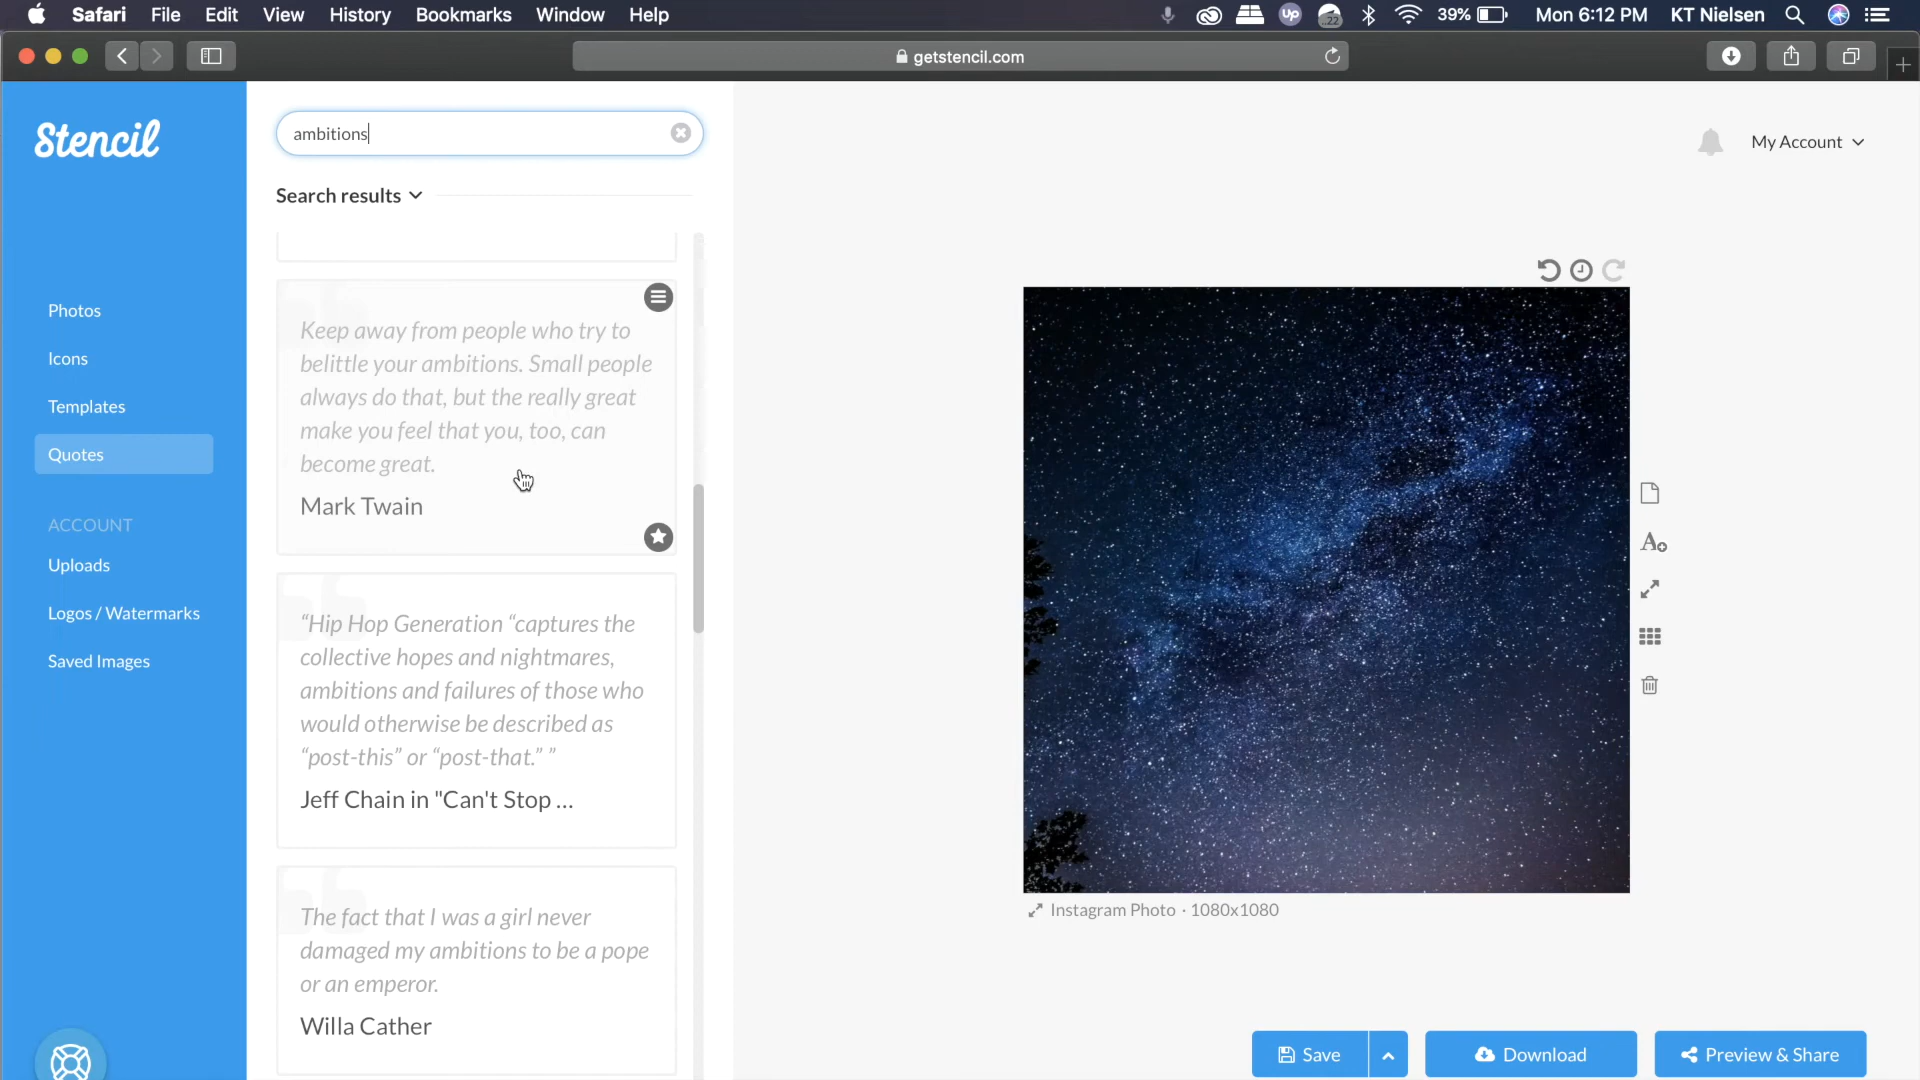 Safari File Edit View History Bookmarks Window Help
Up
22
39%
Mon 6:12 PM
KT Nielsen
getstencil.com
Stencil
ambitions
My Account
Search results
Photos
Icons
Templates
Quotes
ACCOUNT
Uploads
Logos / Watermarks
Saved Images
Keep away from people who try to
belittle your ambitions. Small people
always do that, but the really great
make you feel that you, too, can
become great.
Mark Twain
“Hip Hop Generation “captures the
collective hopes and nightmares,
ambitions and failures of those who
would otherwise be described as
“post-this” or “post-that.” ”
Jeff Chain in "Can't Stop ...
The fact that I was a girl never
damaged my ambitions to be a pope
or an emperor.
Willa Cather
A
Instagram Photo · 1080x1080
Save
Download
Preview & Share